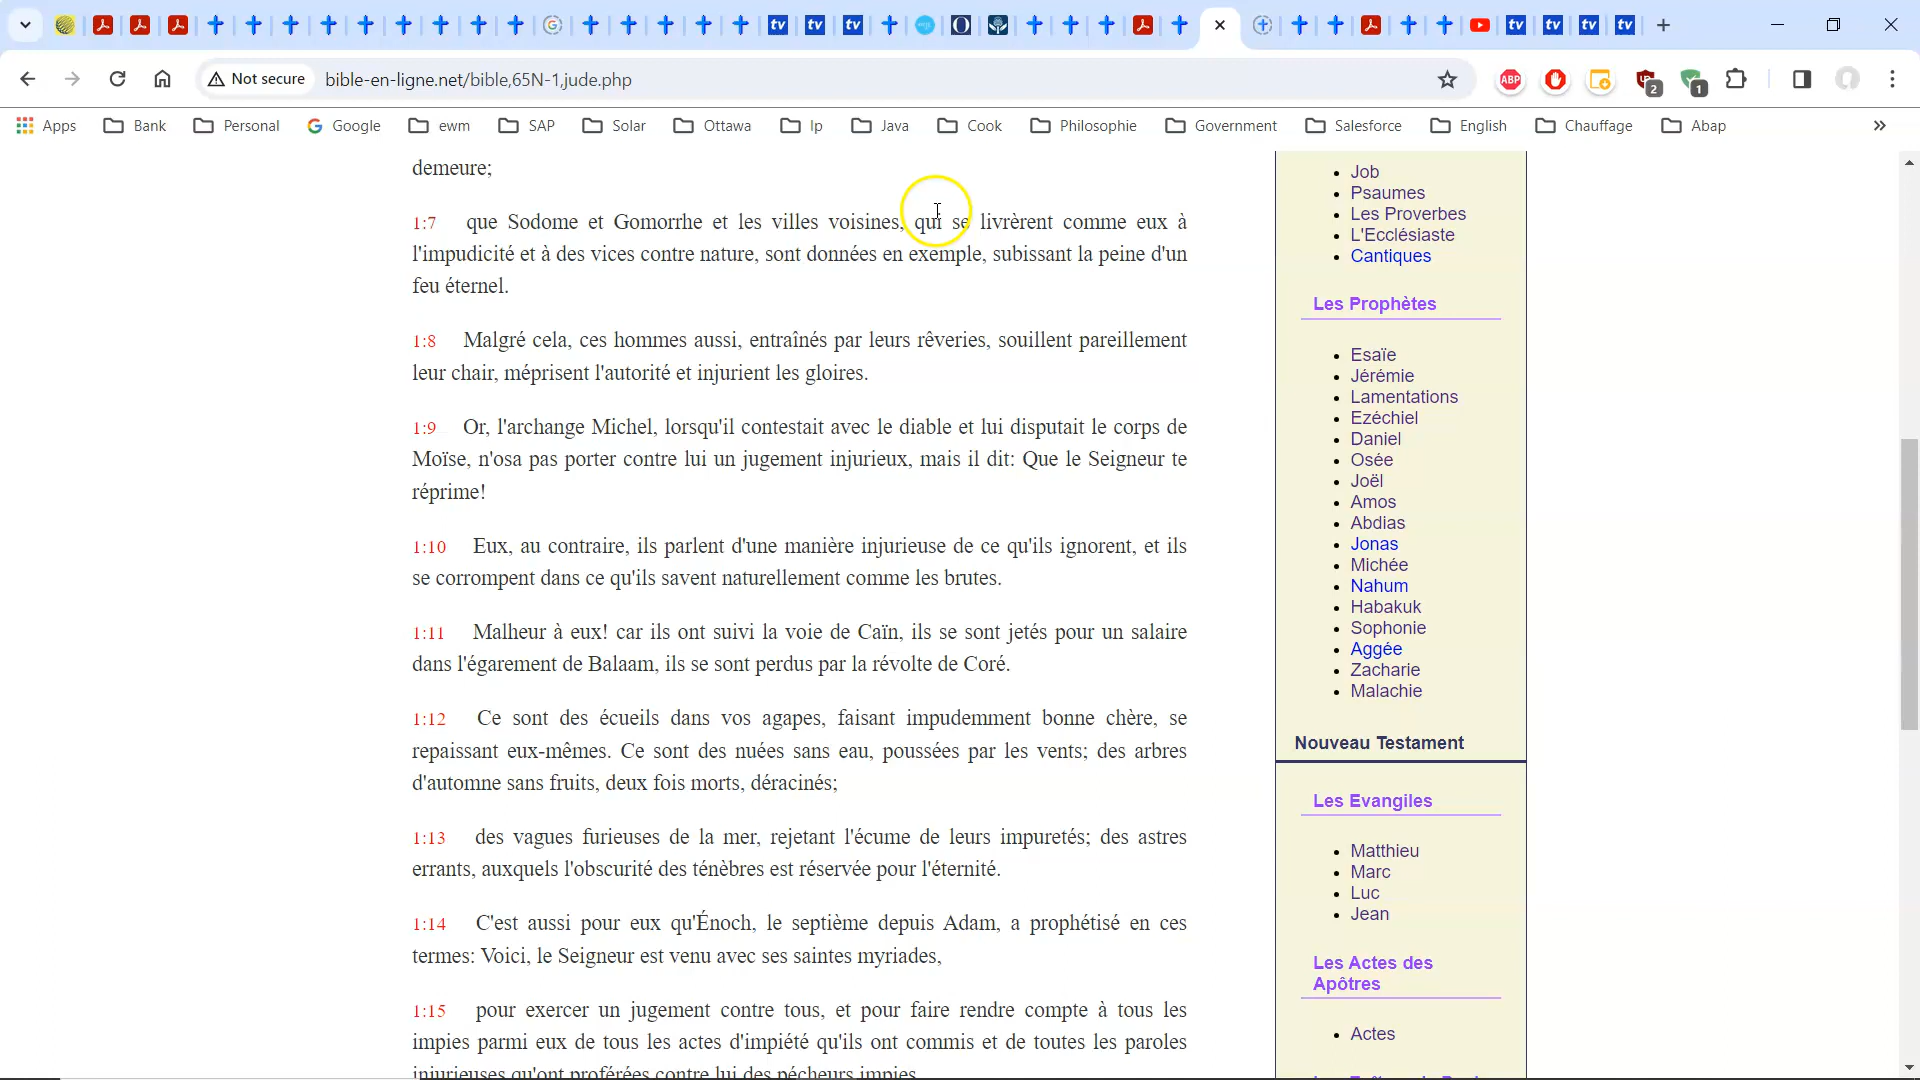 Not secure
bible-en-ligne.net/bible,65N-1,jude.php
ABP
2
1
Apps
Bank
Personal
Google
ewm
SAP
Solar
Ottawa
Ip
Java
Cook
Philosophie
Government
Salesforce
English
Chauffage
Abap
»
demeure;
1:7 que Sodome et Gomorrhe et les villes voisines, qui se livrèrent comme eux à
l'impudicité et à des vices contre nature, sont données en exemple, subissant la peine d'un
feu éternel.
1:8 Malgré cela, ces hommes aussi, entraînés par leurs rêveries, souillent pareillement
leur chair, méprisent l'autorité et injurient les gloires.
1:9 Or, l'archange Michel, lorsqu'il contestait avec le diable et lui disputait le corps de
Moïse, n'osa pas porter contre lui un jugement injurieux, mais il dit: Que le Seigneur te
réprime!
1:10 Eux, au contraire, ils parlent d'une manière injurieuse de ce qu'ils ignorent, et ils
se corrompent dans ce qu'ils savent naturellement comme les brutes.
1:11 Malheur à eux! car ils ont suivi la voie de Caïn, ils se sont jetés pour un salaire
dans l'égarement de Balaam, ils se sont perdus par la révolte de Coré.
1:12 Ce sont des écueils dans vos agapes, faisant impudemment bonne chère, se
repaissant eux-mêmes. Ce sont des nuées sans eau, poussées par les vents; des arbres
d'automne sans fruits, deux fois morts, déracinés;
1:13 des vagues furieuses de la mer, rejetant l'écume de leurs impuretés; des astres
errants, auxquels l'obscurité des ténèbres est réservée pour l'éternité.
1:14 C'est aussi pour eux qu'Énoch, le septième depuis Adam, a prophétisé en ces
termes: Voici, le Seigneur est venu avec ses saintes myriades,
1:15 pour exercer un jugement contre tous, et pour faire rendre compte à tous les
impies parmi eux de tous les actes d'impiété qu'ils ont commis et de toutes les paroles
injurieuses qu'ont proférées contre lui des pécheurs impies.
Job
Psaumes
Les Proverbes
L'Ecclésiaste
Cantiques
Les Prophètes
Esaïe
Jérémie
Lamentations
Ezéchiel
Daniel
Osée
Joël
Amos
Abdias
Jonas
Michée
Nahum
Habakuk
Sophonie
Aggée
Zacharie
Malachie
Nouveau Testament
Les Evangiles
Matthieu
Marc
Luc
Jean
Les Actes des
Apôtres
Actes